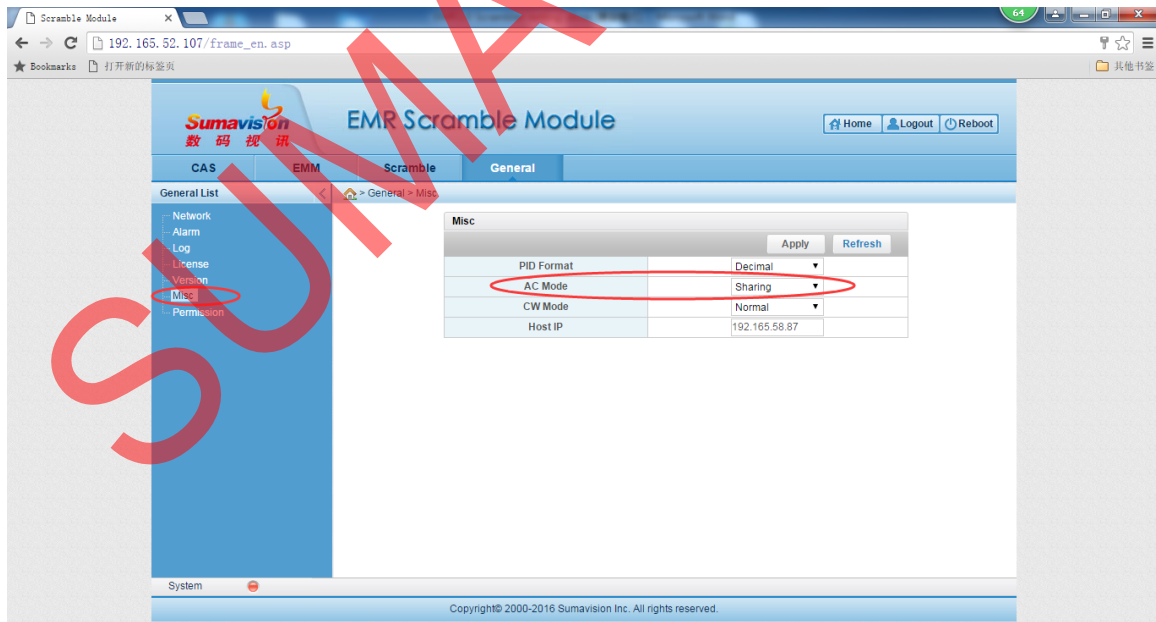 Scramble Module
64
192.165.52.107/frame_en.asp
Bookmarks 打开新的标签页 其他书签
Sumavision
数码视讯
EMR Scramble Module
Home Logout Reboot
CAS EMM Scramble General
General List < > General > Misc
Network
Alarm
Log
License
Version
Misc
Permission
Misc
Apply Refresh
PID Format Decimal
AC Mode Sharing
CW Mode Normal
Host IP 192.165.58.87
System
Copyright© 2000-2016 Sumavision Inc. All rights reserved.
SUMA